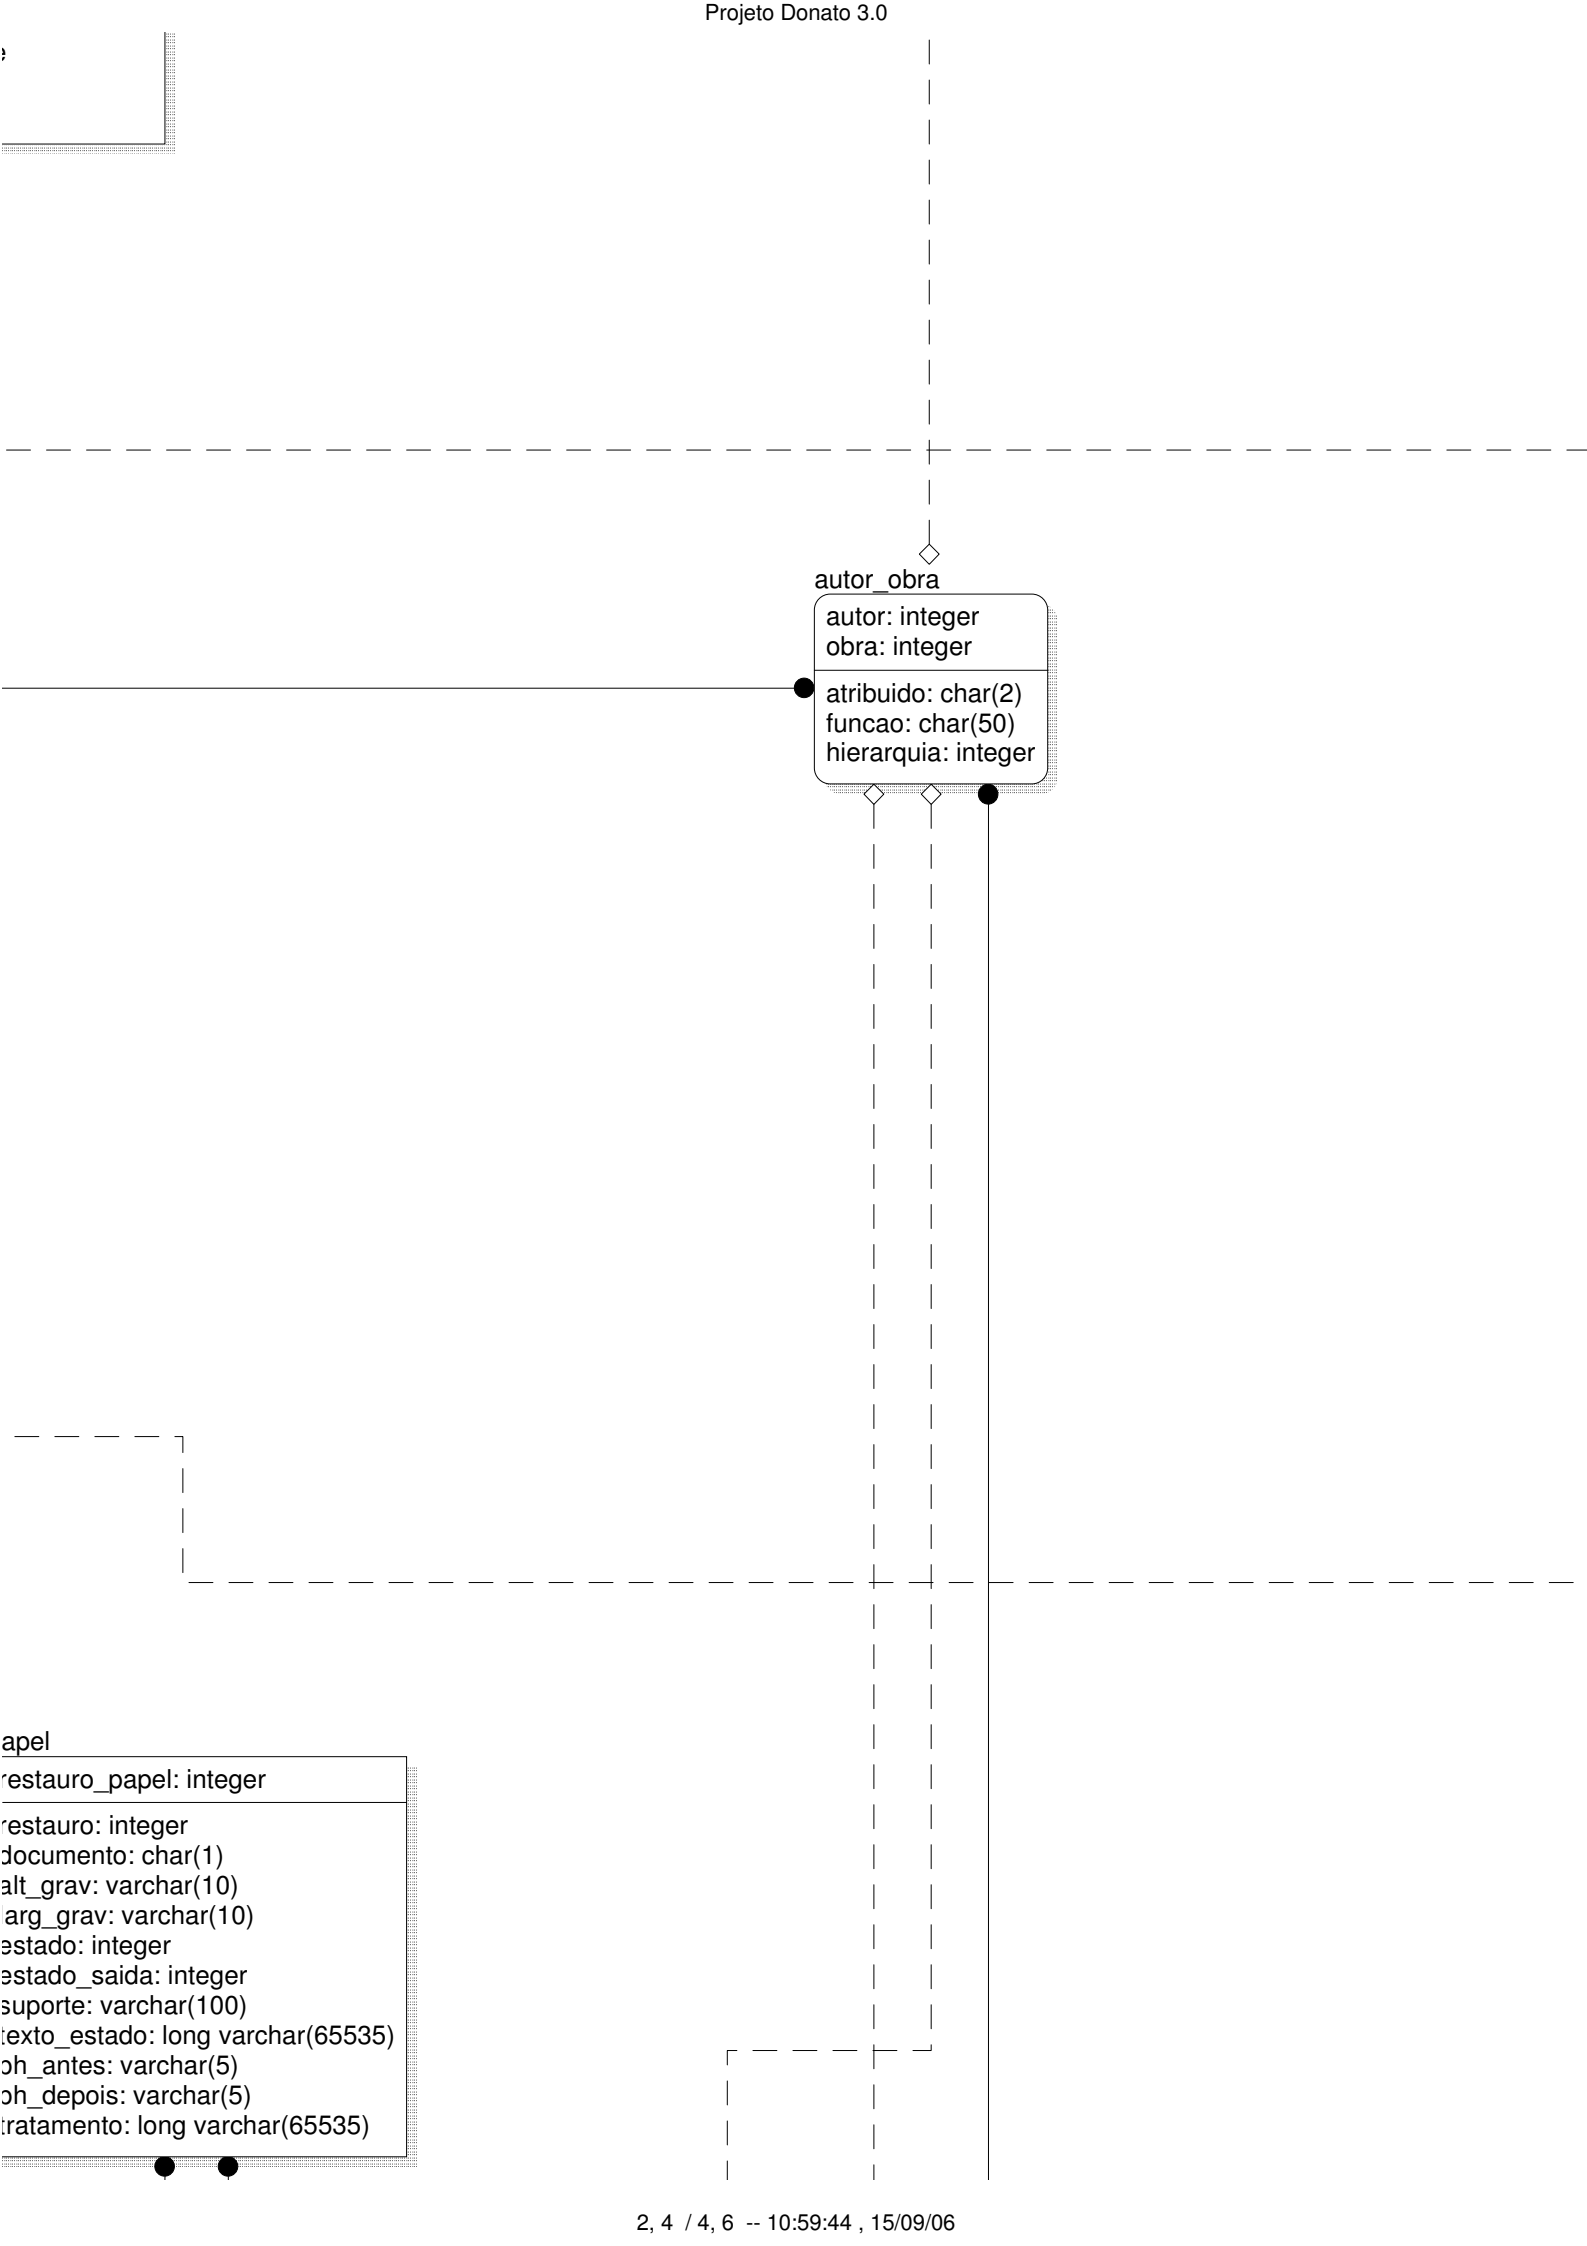 Projeto Donato 3.0
autor_obra
autor: integer
obra: integer
atribuido: char(2)
funcao: char(50)
hierarquia: integer
apel
restauro_papel: integer
restauro: integer
documento: char(1)
alt_grav: varchar(10)
larg_grav: varchar(10)
estado: integer
estado_saida: integer
suporte: varchar(100)
texto_estado: long varchar(65535)
ph_antes: varchar(5)
ph_depois: varchar(5)
tratamento: long varchar(65535)
2, 4 / 4, 6 -- 10:59:44 , 15/09/06